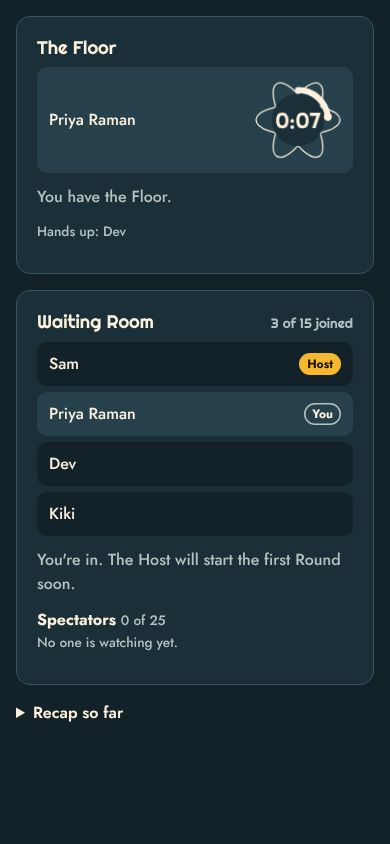 The Floor
Priya Raman
0:07
You have the Floor.
Hands up: Dev
Waiting Room
3 of 15 joined
Sam
Host
Priya Raman
You
Dev
Kiki
You're in. The Host will start the first Round
soon.
Spectators 0 of 25
No one is watching yet.
Recap so far